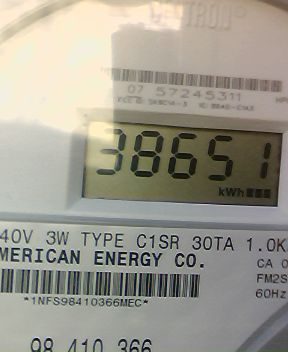 07 57245311
38651
kWh
40V 3W TYPE C1SR 30TA 1.0K
MERICAN ENERGY CO.
CA 0
FM2S
60Hz
*1NFS98410366MEC*
98 410 366